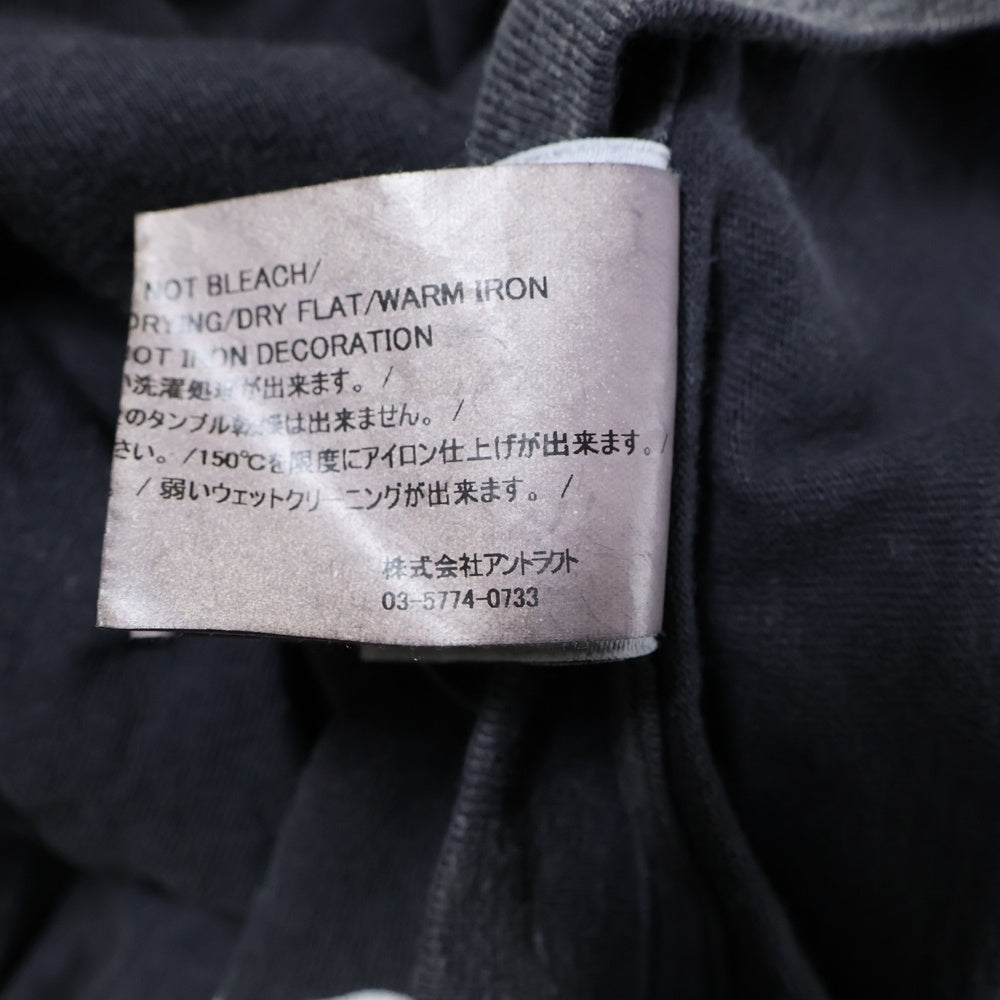 NOT BLEACH/
DRYING/DRY FLAT/WARM IRON
NOT IRON DECORATION
い洗濯処理が出来ます。 /
のタンブル乾燥は出来ません。 /
さい。/150℃を限度にアイロン仕上げが出来ます。/
/ 弱いウェットクリーニングが出来ます。 /
株式会社アントラクト
03-5774-0733